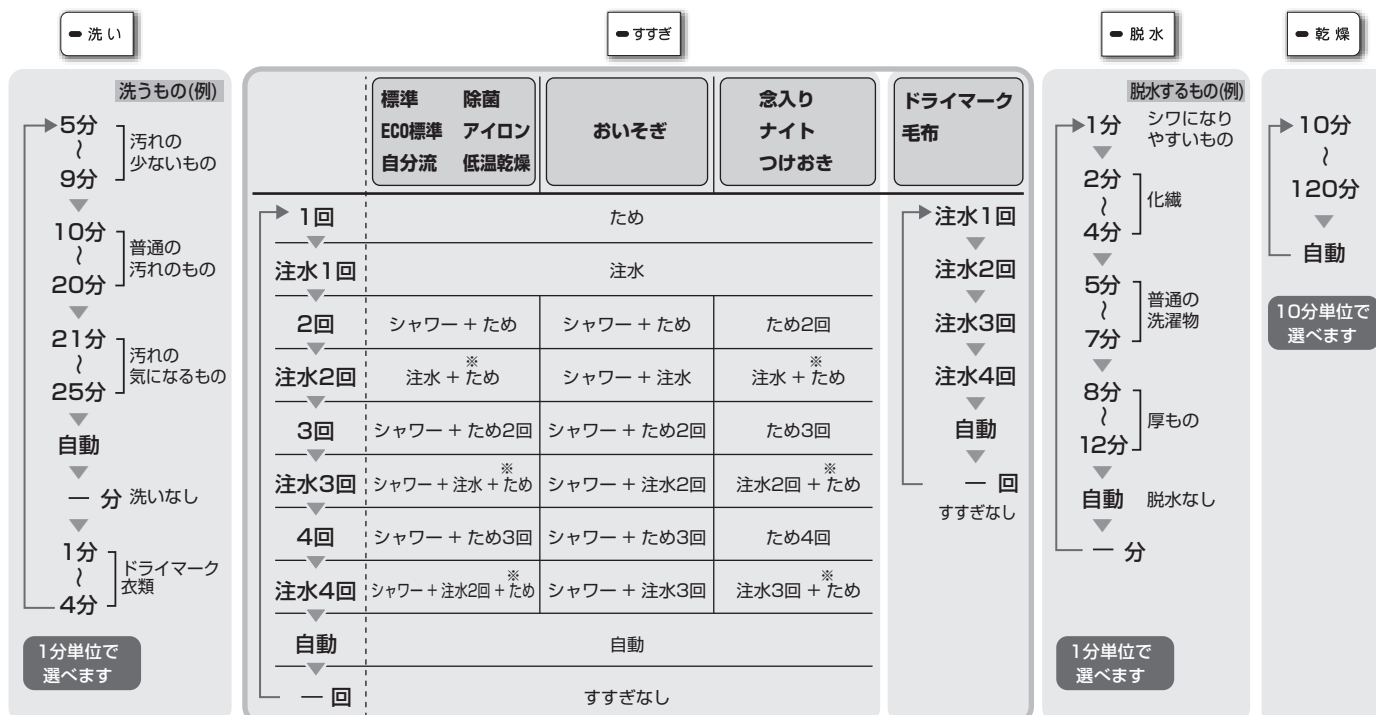 洗い
洗うもの(例)
5分
〜
9分
汚れの
少ないもの
10分
〜
20分
普通の
汚れのもの
21分
〜
25分
汚れの
気になるもの
自動
― 分 洗いなし
1分
〜
4分
ドライマーク
衣類
1分単位で
選べます
すすぎ
標準 除菌
ECO標準 アイロン
自分流 低温乾燥
おいそぎ
念入り
ナイト
つけおき
1回 ため
注水1回 注水
2回 シャワー + ため シャワー + ため ため2回
注水2回 注水 + ため※ シャワー + 注水 注水 + ため※
3回 シャワー + ため2回 シャワー + ため2回 ため3回
注水3回 シャワー + 注水 + ため※ シャワー + 注水2回 注水2回 + ため※
4回 シャワー + ため3回 シャワー + ため3回 ため4回
注水4回 シャワー + 注水2回 + ため※ シャワー + 注水3回 注水3回 + ため※
自動 自動
― 回 すすぎなし
ドライマーク
毛布
注水1回
注水2回
注水3回
注水4回
自動
― 回
すすぎなし
脱水
脱水するもの(例)
1分
シワになり
やすいもの
2分
〜
4分
化繊
5分
〜
7分
普通の
洗濯物
8分
〜
12分
厚もの
自動 脱水なし
― 分
1分単位で
選べます
乾燥
10分
〜
120分
自動
10分単位で
選べます